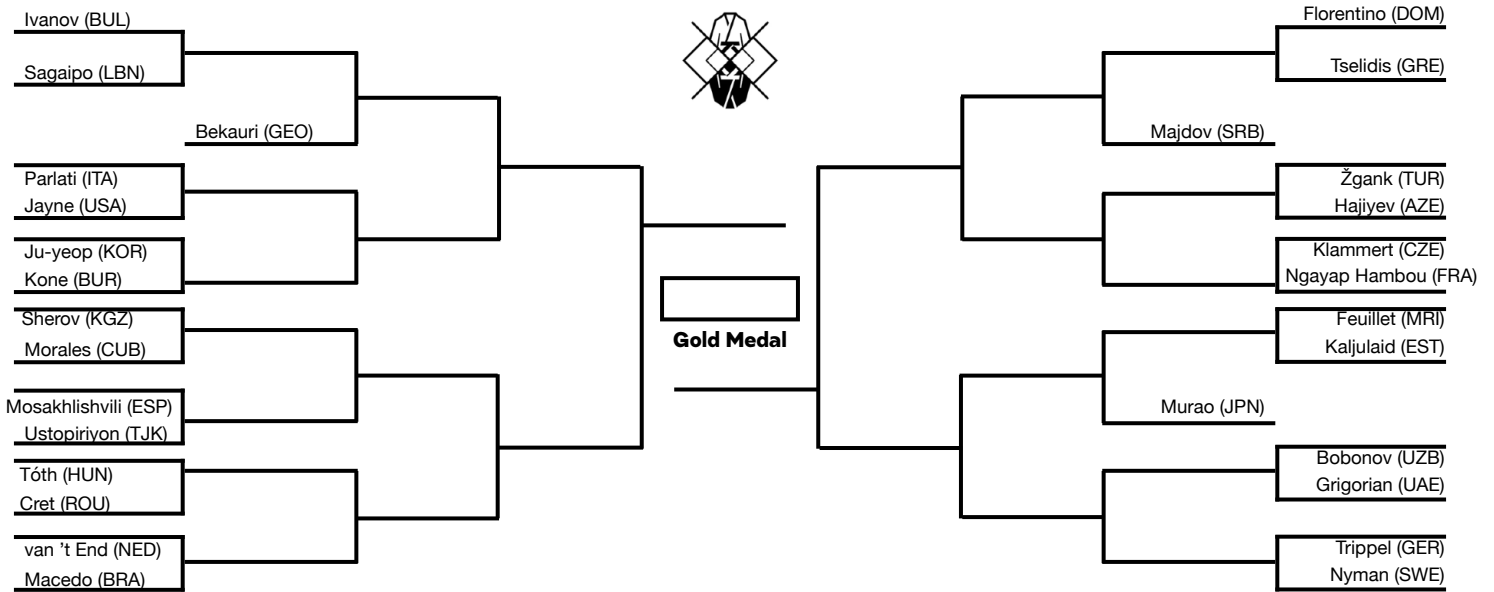 Ivanov (BUL)
Sagaipo (LBN)
Bekauri (GEO)
Parlati (ITA)
Jayne (USA)
Ju-yeop (KOR)
Kone (BUR)
Sherov (KGZ)
Morales (CUB)
Mosakhlishvili (ESP)
Ustopiriyon (TJK)
Tóth (HUN)
Cret (ROU)
van ’t End (NED)
Macedo (BRA)
Gold Medal
Florentino (DOM)
Tselidis (GRE)
Majdov (SRB)
Žgank (TUR)
Hajiyev (AZE)
Klammert (CZE)
Ngayap Hambou (FRA)
Feuillet (MRI)
Kaljulaid (EST)
Murao (JPN)
Bobonov (UZB)
Grigorian (UAE)
Trippel (GER)
Nyman (SWE)